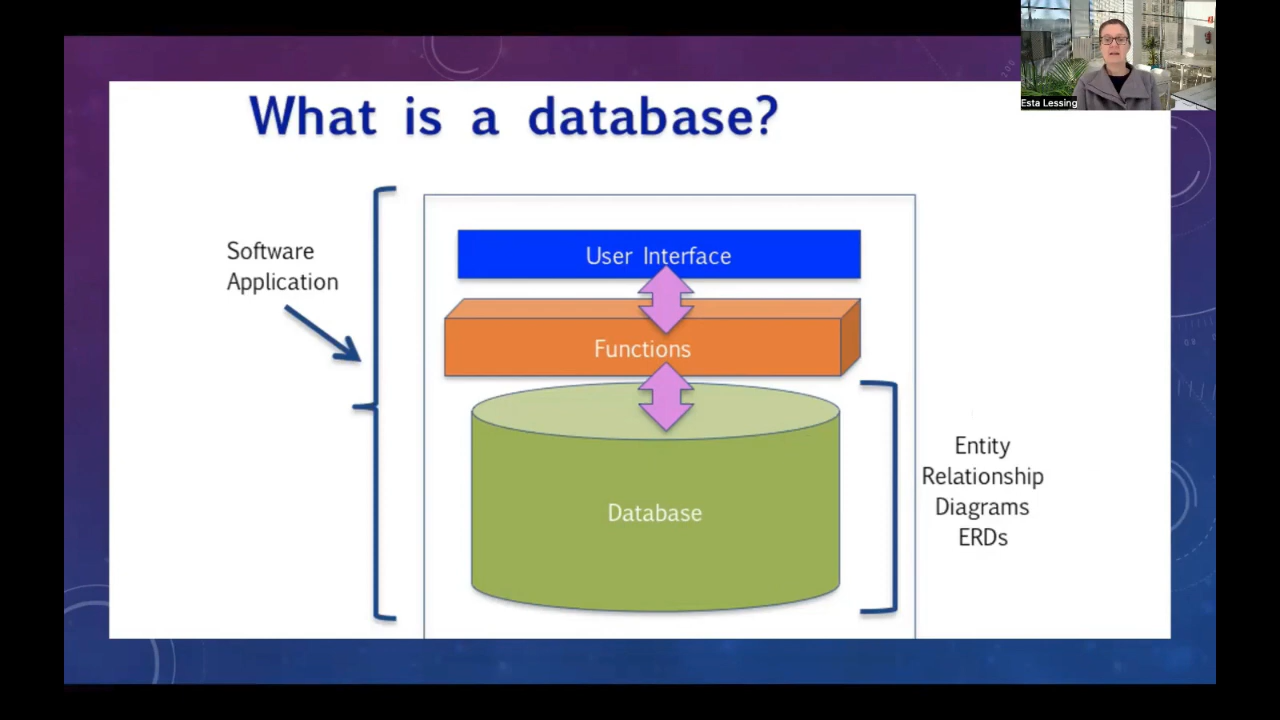 What is a database?
Esta Lessing
Software
Application
User Interface
Functions
Database
Entity
Relationship
Diagrams
ERDs